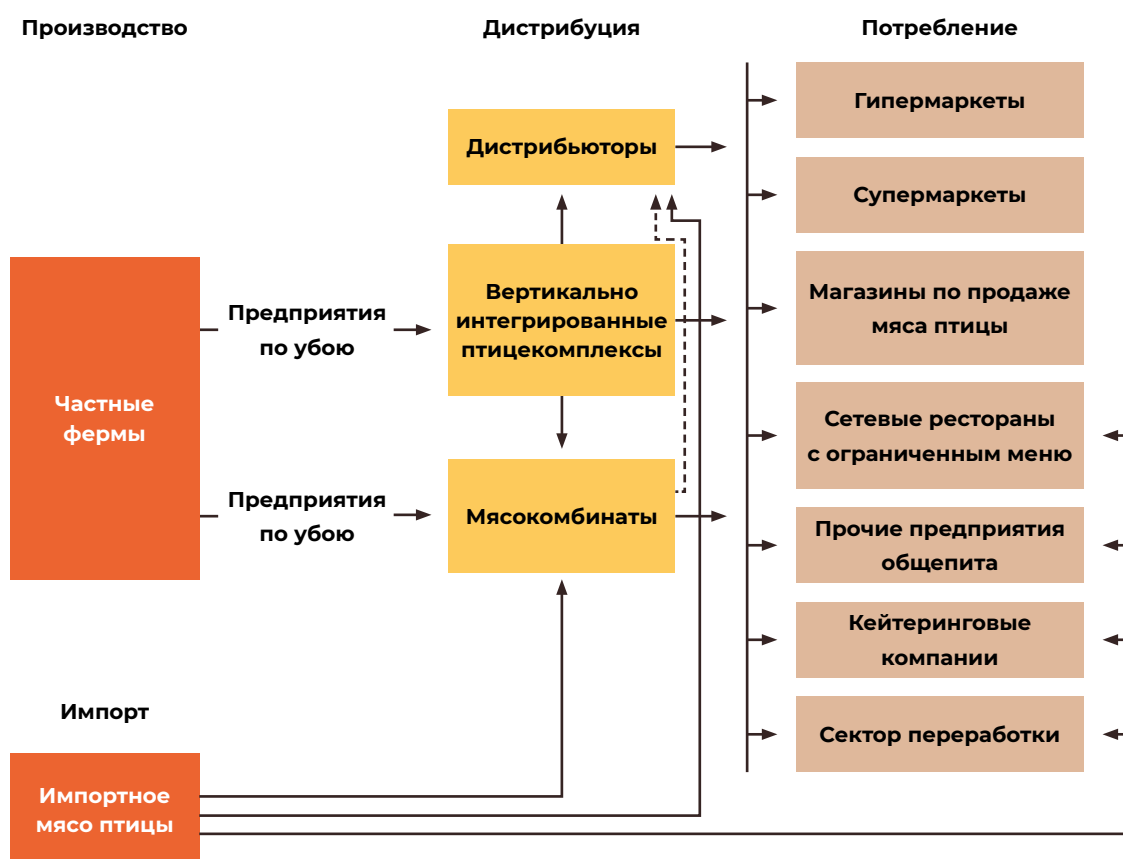 Производство
Дистрибуция
Потребление
Гипермаркеты
Дистрибьюторы
Супермаркеты
Вертикально
интегрированные
птицекомплексы
Магазины по продаже
мяса птицы
Предприятия
по убою
Частные
фермы
Сетевые рестораны
с ограниченным меню
Предприятия
по убою
Мясокомбинаты
Прочие предприятия
общепита
Кейтеринговые
компании
Импорт
Сектор переработки
Импортное
мясо птицы